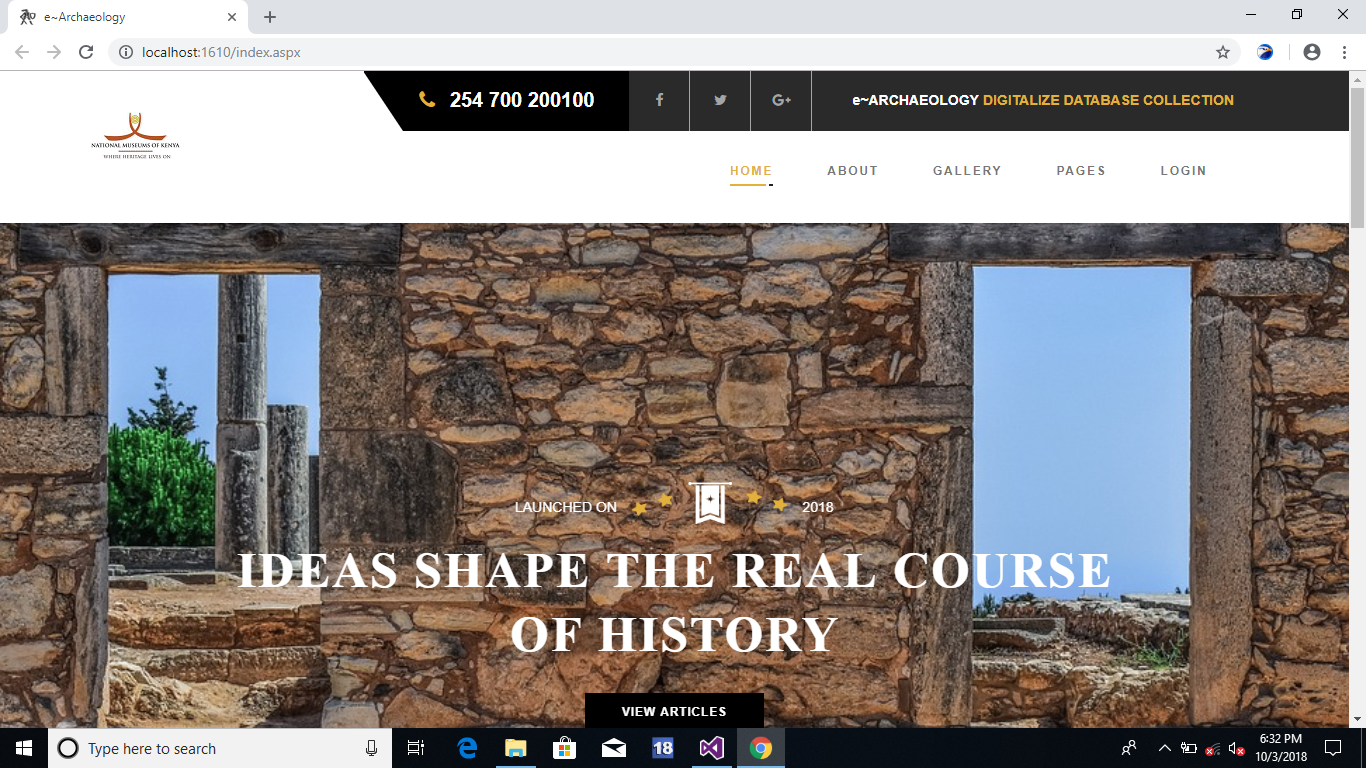 e~Archaeology
localhost:1610/index.aspx
254 700 200100
e~ARCHAEOLOGY DIGITALIZE DATABASE COLLECTION
NATIONAL MUSEUMS OF KENYA
WHERE HERITAGE LIVES ON
HOME
ABOUT
GALLERY
PAGES
LOGIN
LAUNCHED ON
2018
IDEAS SHAPE THE REAL COURSE
OF HISTORY
VIEW ARTICLES
Type here to search
18
6:32 PM
10/3/2018